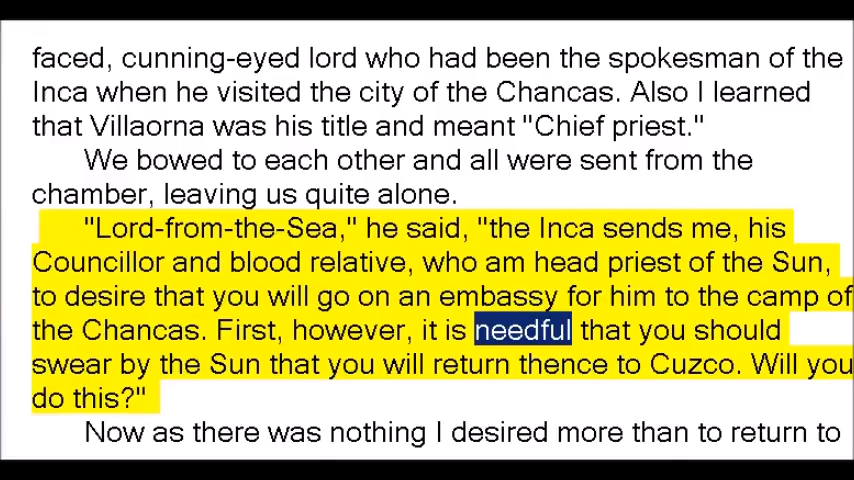 faced, cunning-eyed lord who had been the spokesman of the
Inca when he visited the city of the Chancas. Also I learned
that Villaorna was his title and meant "Chief priest."
We bowed to each other and all were sent from the
chamber, leaving us quite alone.
"Lord-from-the-Sea," he said, "the Inca sends me, his
Councillor and blood relative, who am head priest of the Sun,
to desire that you will go on an embassy for him to the camp of
the Chancas. First, however, it is needful that you should
swear by the Sun that you will return thence to Cuzco. Will you
do this?"
Now as there was nothing I desired more than to return to